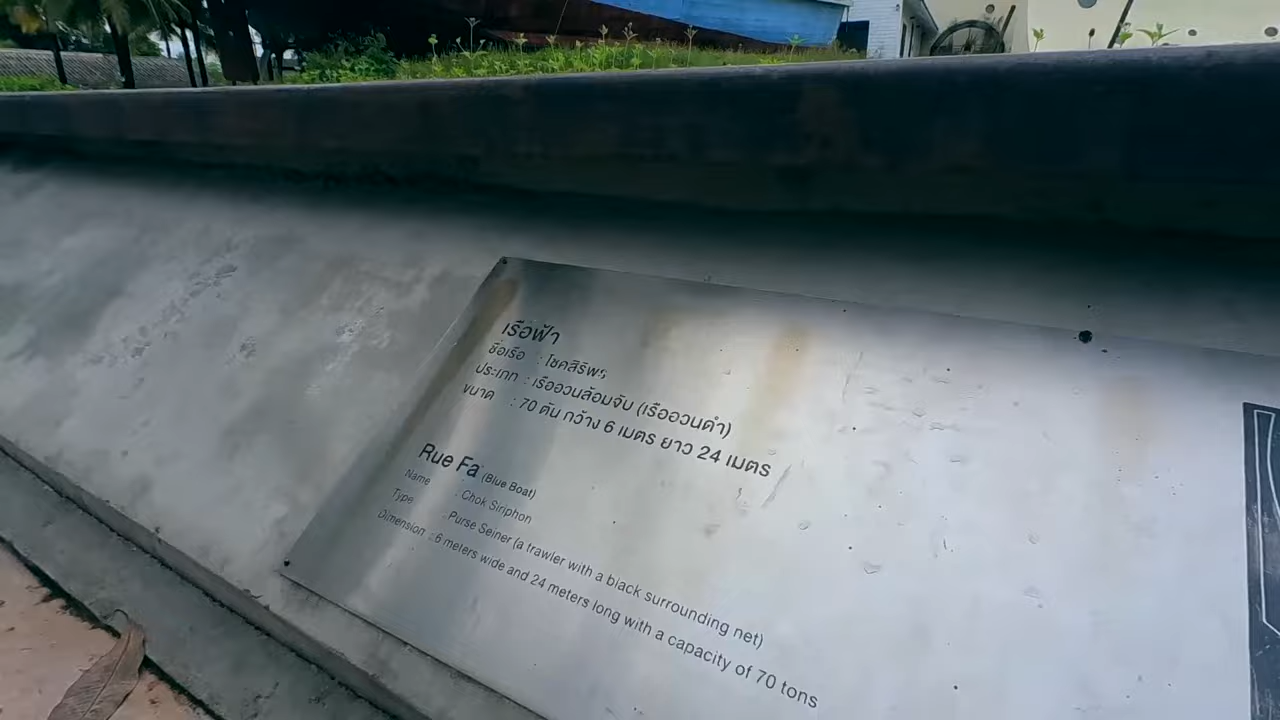 เรือฟ้า
ชื่อเรือ : โชคสิริพร
ประเภท : เรืออวนล้อมจับ (เรืออวนดำ)
ขนาด : 70 ตัน กว้าง 6 เมตร ยาว 24 เมตร
Rue Fa (Blue Boat)
Name : Chok Siriphon
Type : Purse Seiner (a trawler with a black surrounding net)
Dimension : 6 meters wide and 24 meters long with a capacity of 70 tons